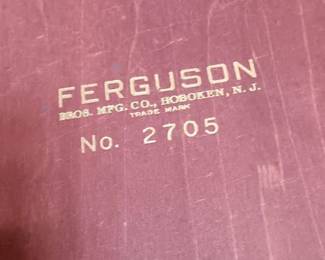 FERGUSON
BROS. MFG. CO., HOBOKEN, N. J.
TRADE MARK
No. 2705